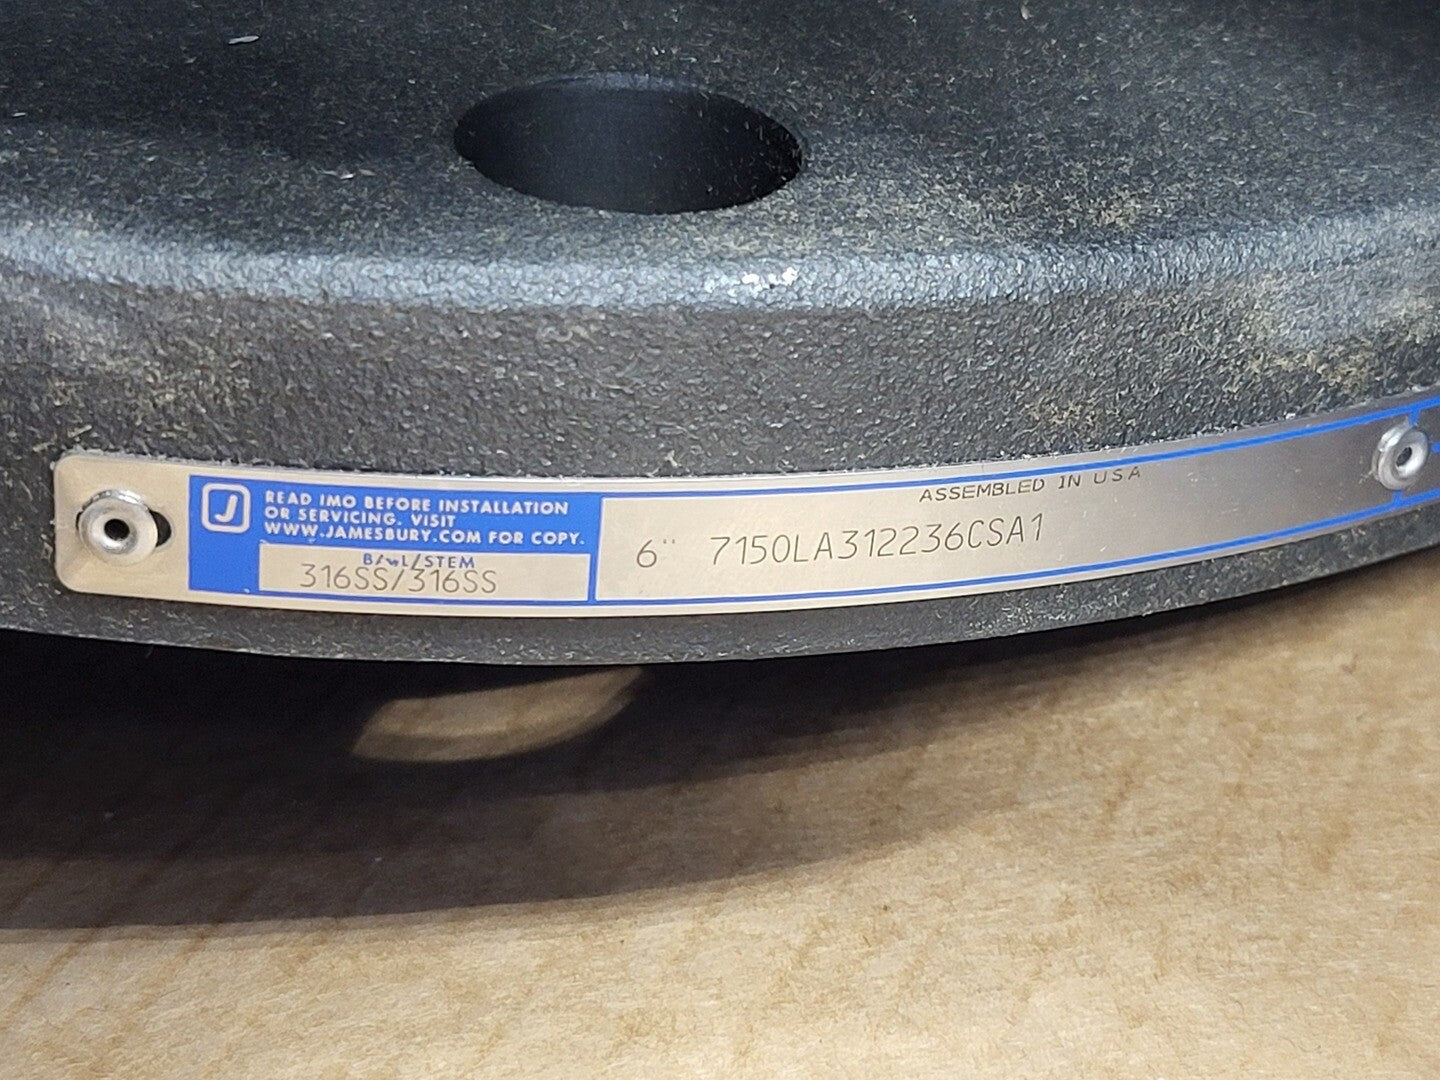 J
READ IMO BEFORE INSTALLATION
OR SERVICING. VISIT
WWW.JAMESBURY.COM FOR COPY.
/STEM
316SS/316SS
ASSEMBLED IN USA
6" 7150LA312236CSA1